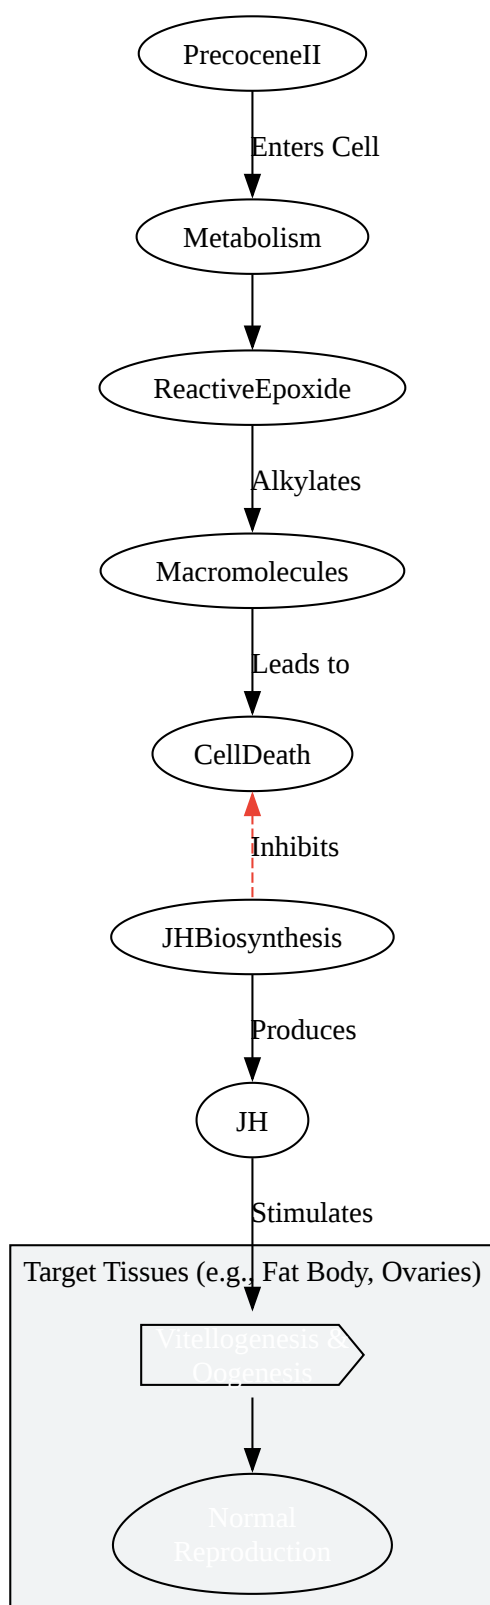 PrecoceneII
Enters Cell
Metabolism
ReactiveEpoxide
Alkylates
Macromolecules
Leads to
CellDeath
Inhibits
JHBiosynthesis
Produces
JH
Stimulates
Target Tissues (e.g., Fat Body, Ovaries)
Vitellogenesis &
Oogenesis
Normal
Reproduction